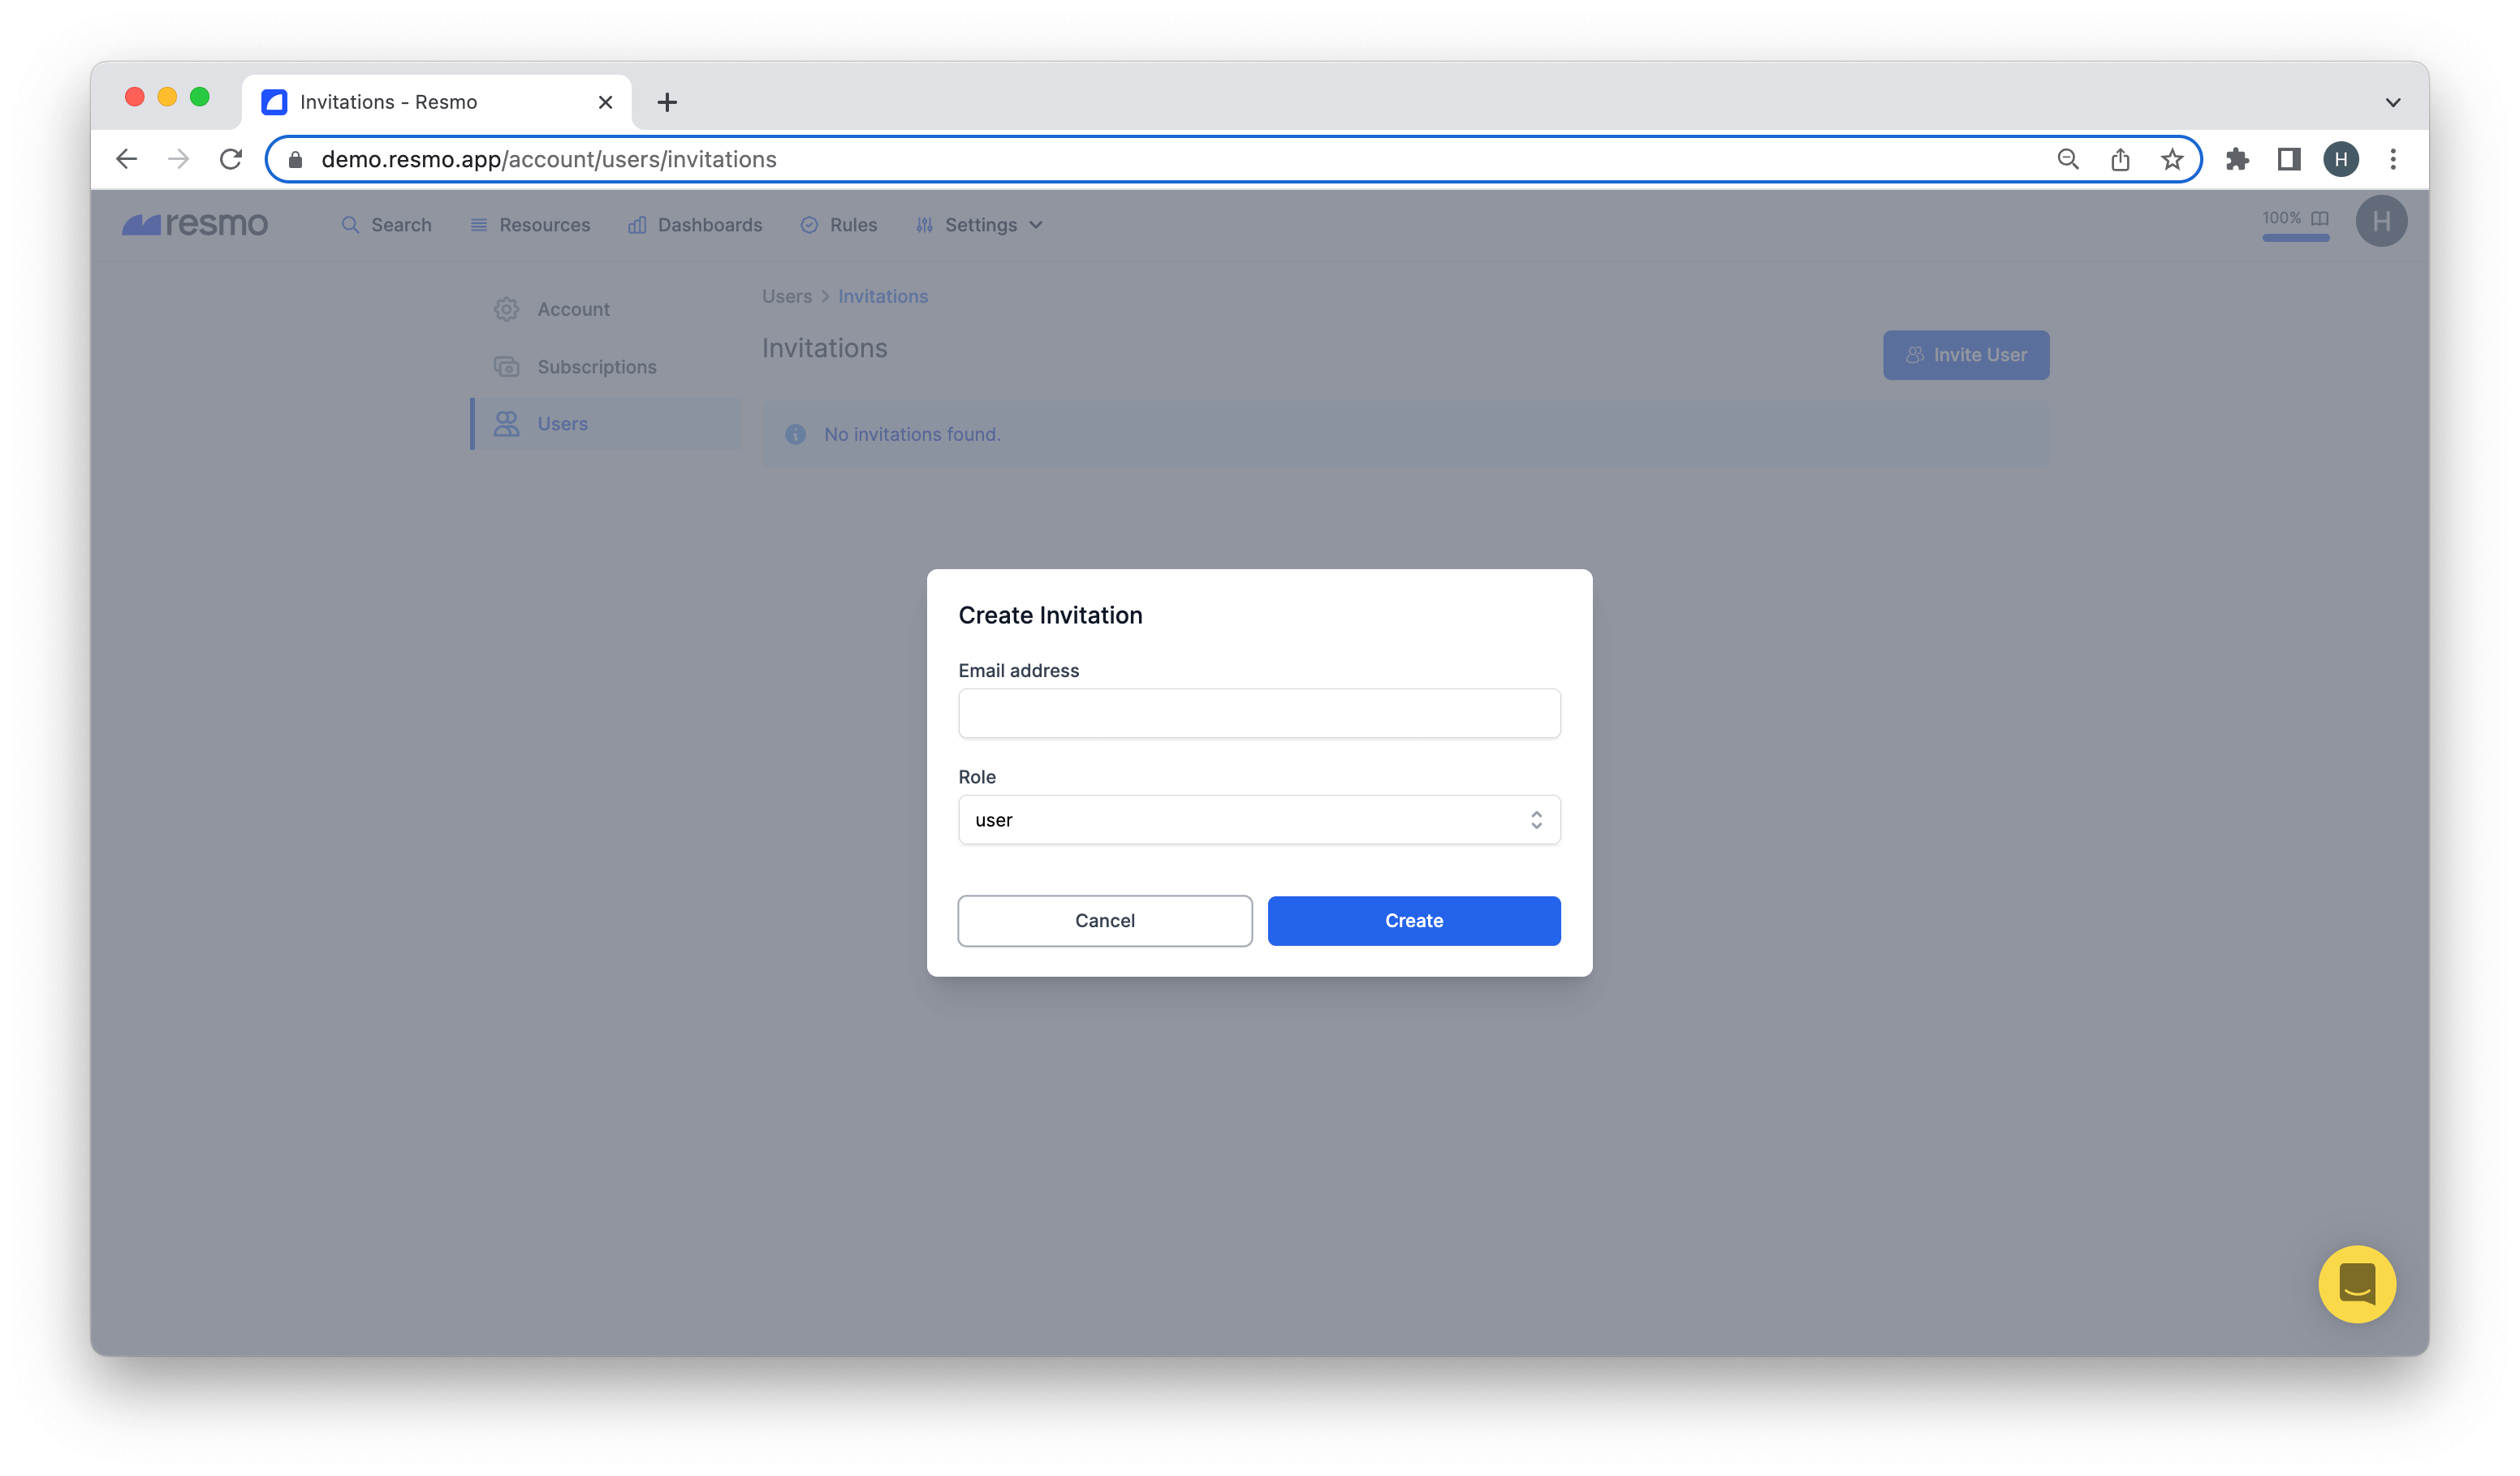 Invitations - Resmo
demo.resmo.app/account/users/invitations
H
resmo
Search
Resources
Dashboards
Rules
Settings
100%
H
Account
Subscriptions
Users
Users > Invitations
Invitations
Invite User
No invitations found.
Create Invitation
Email address
Role
user
Cancel
Create